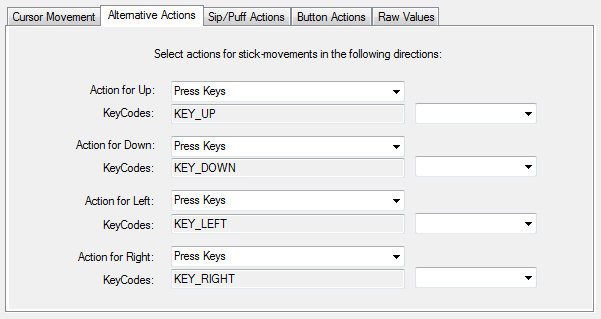 Cursor Movement Alternative Actions Sip/Puff Actions Button Actions Raw Values
Select actions for stick-movements in the following directions:
Action for Up: Press Keys
KeyCodes: KEY_UP
Action for Down: Press Keys
KeyCodes: KEY_DOWN
Action for Left: Press Keys
KeyCodes: KEY_LEFT
Action for Right: Press Keys
KeyCodes: KEY_RIGHT